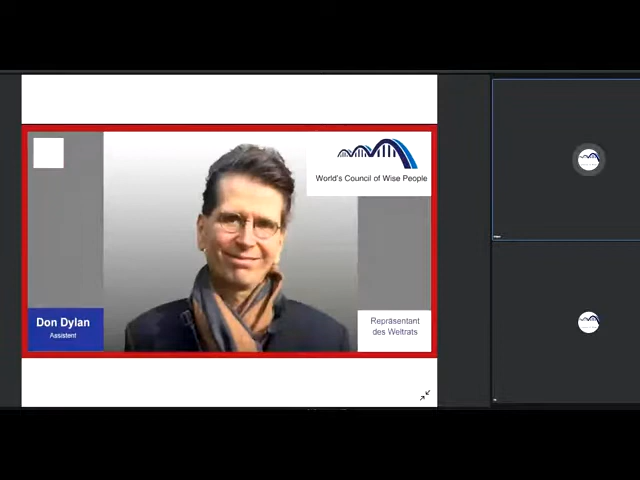 World's Council of Wise People
Don Dylan
Assistent
Repräsentant
des Weltrats